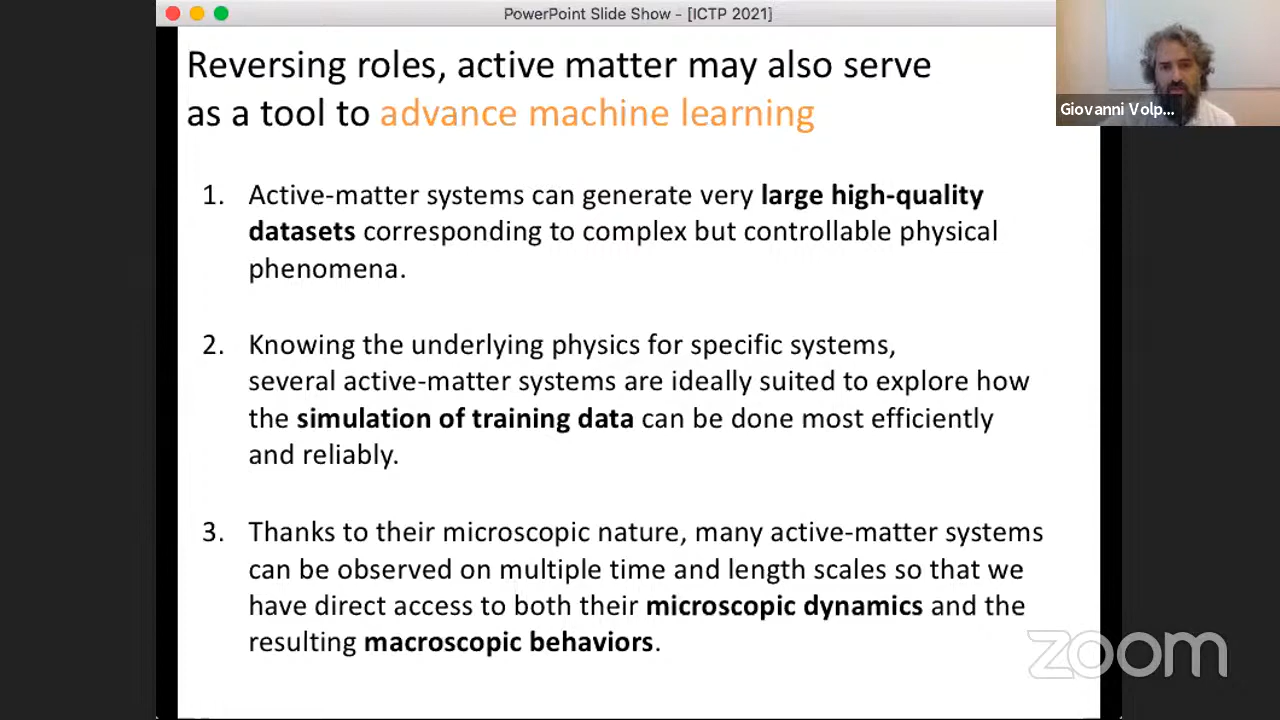 PowerPoint Slide Show - [ICTP 2021]
Reversing roles, active matter may also serve
as a tool to advance machine learning
Giovanni Volp...
1. Active-matter systems can generate very large high-quality
datasets corresponding to complex but controllable physical
phenomena.
2. Knowing the underlying physics for specific systems,
several active-matter systems are ideally suited to explore how
the simulation of training data can be done most efficiently
and reliably.
3. Thanks to their microscopic nature, many active-matter systems
can be observed on multiple time and length scales so that we
have direct access to both their microscopic dynamics and the
resulting macroscopic behaviors.
zoom